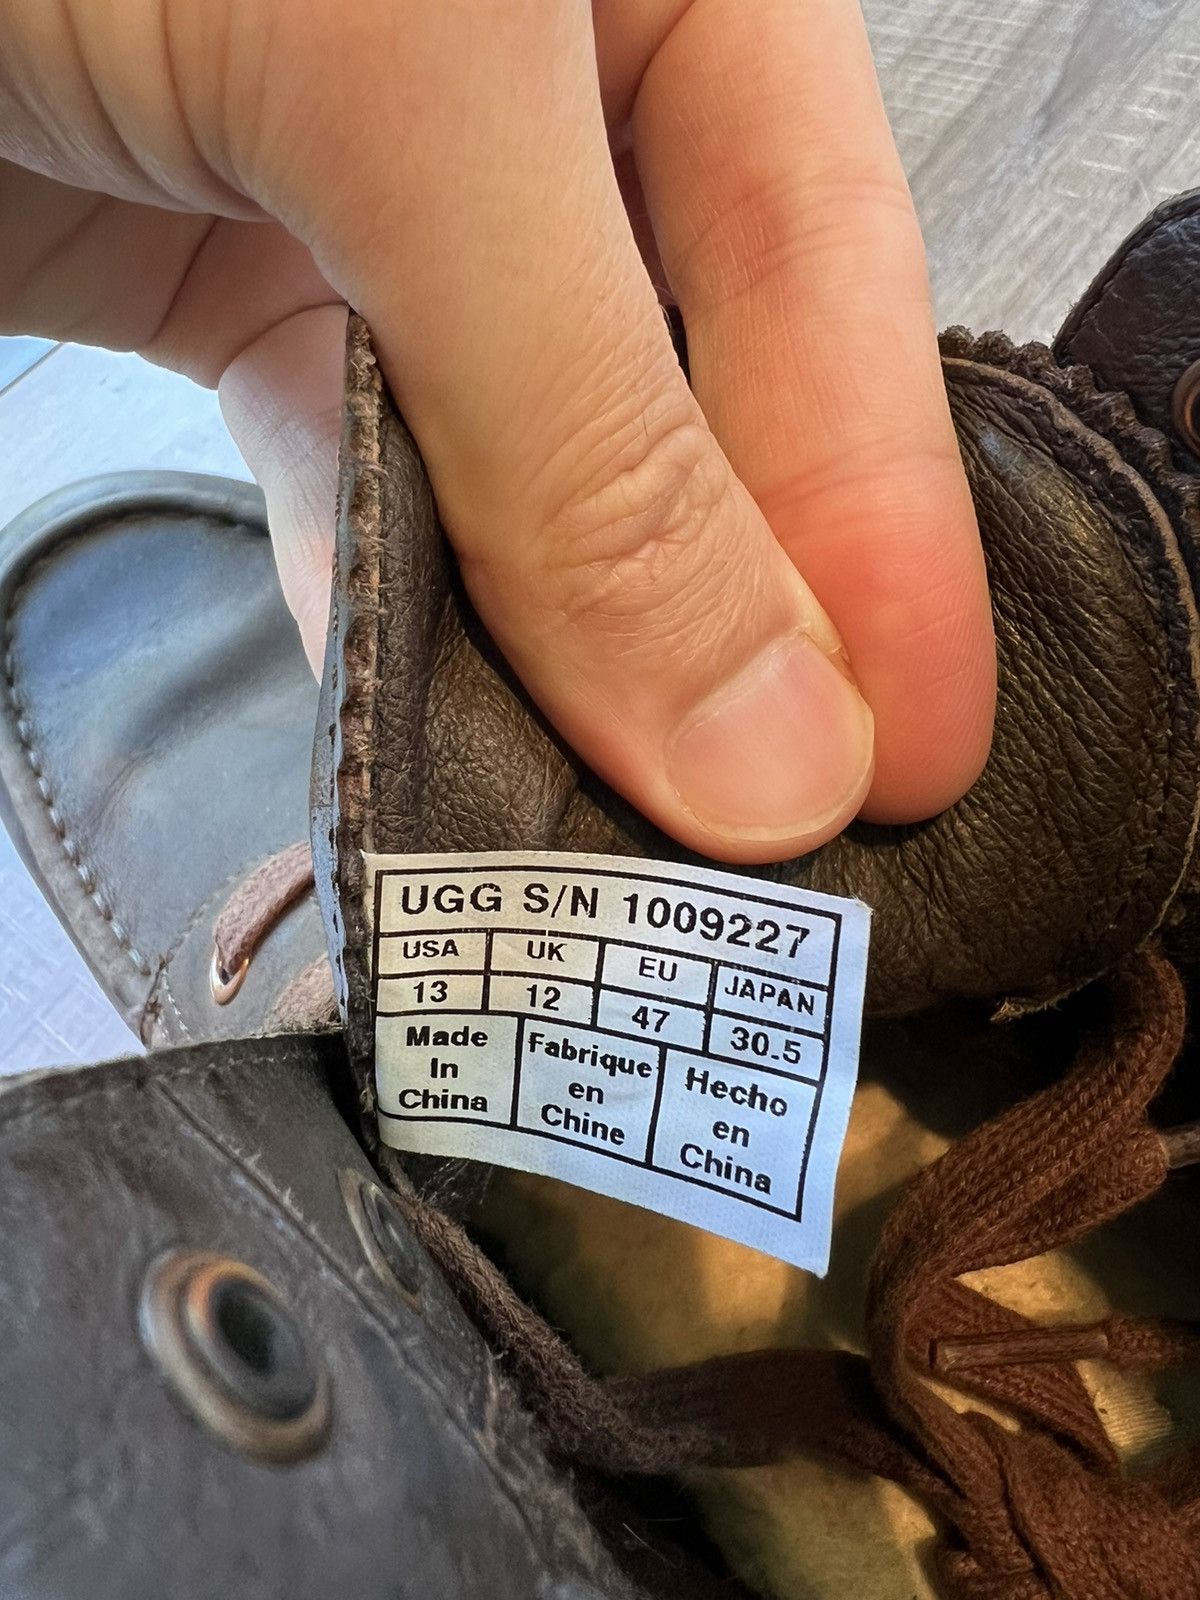 UGG S/N 1009227
USA UK EU JAPAN
13 12 47 30.5
Made
In
China
Fabrique
en
Chine
Hecho
en
China